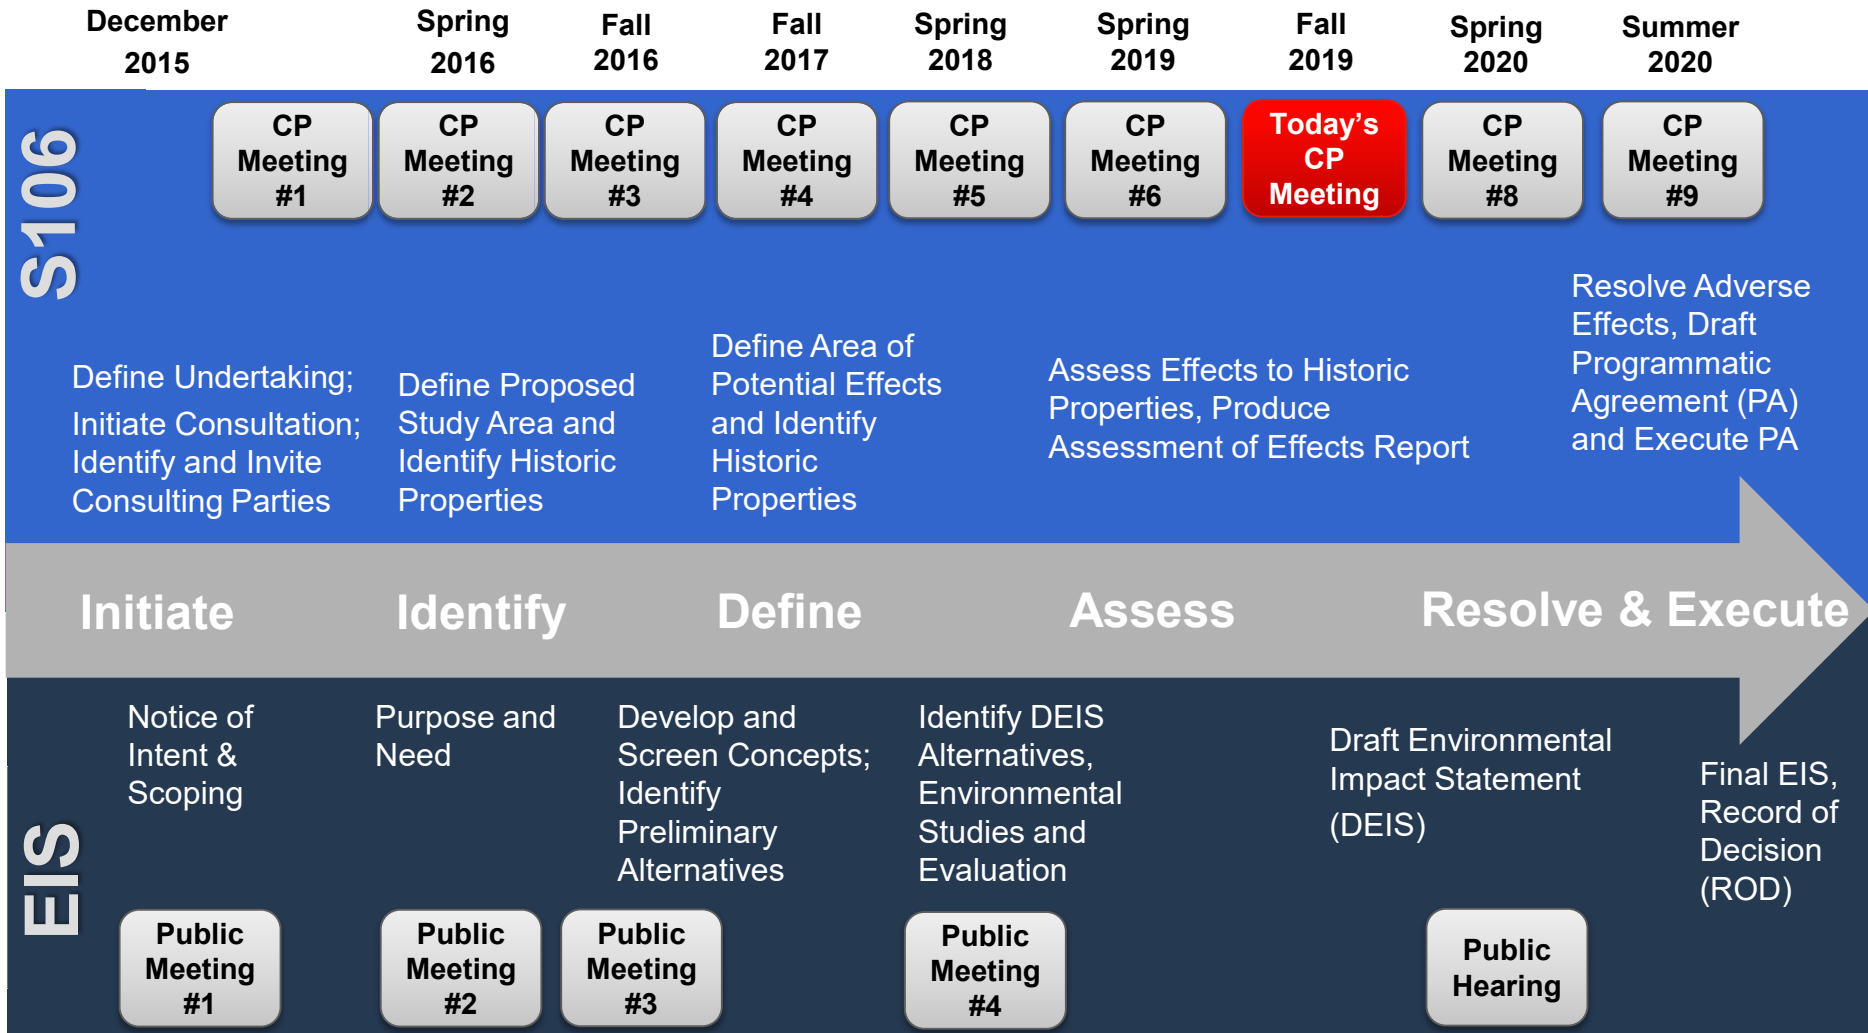 December
2015
Spring
2016
Fall
2016
Fall
2017
Spring
2018
Spring
2019
Fall
2019
Spring
2020
Summer
2020
S106
CP
Meeting
#1
CP
Meeting
#2
CP
Meeting
#3
CP
Meeting
#4
CP
Meeting
#5
CP
Meeting
#6
Today’s
CP
Meeting
CP
Meeting
#8
CP
Meeting
#9
Define Undertaking;
Initiate Consultation;
Identify and Invite
Consulting Parties
Define Proposed
Study Area and
Identify Historic
Properties
Define Area of
Potential Effects
and Identify
Historic
Properties
Assess Effects to Historic
Properties, Produce
Assessment of Effects Report
Resolve Adverse
Effects, Draft
Programmatic
Agreement (PA)
and Execute PA
Initiate
Identify
Define
Assess
Resolve & Execute
EIS
Notice of
Intent &
Scoping
Purpose and
Need
Develop and
Screen Concepts;
Identify
Preliminary
Alternatives
Identify DEIS
Alternatives,
Environmental
Studies and
Evaluation
Draft Environmental
Impact Statement
(DEIS)
Final EIS,
Record of
Decision
(ROD)
Public
Meeting
#1
Public
Meeting
#2
Public
Meeting
#3
Public
Meeting
#4
Public
Hearing